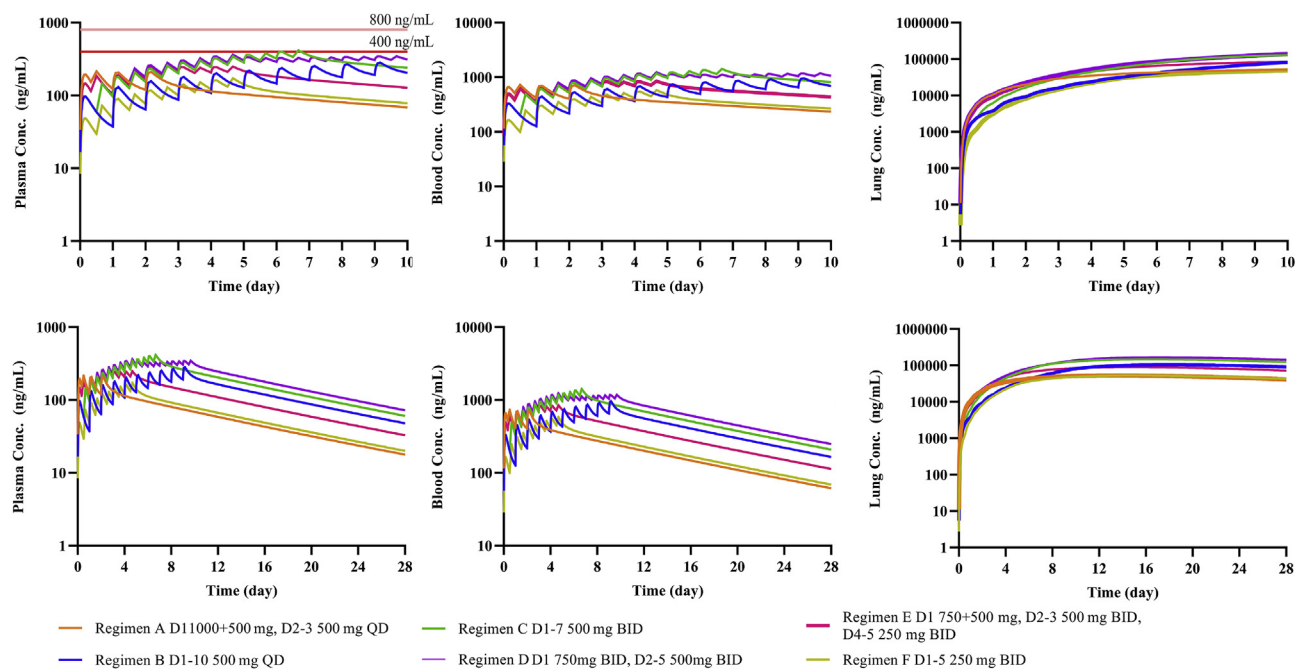 800 ng/mL
400 ng/mL
Plasma Conc. (ng/mL)
1000
100
10
1
0 1 2 3 4 5 6 7 8 9 10
Time (day)
Blood Conc. (ng/mL)
10000
1000
100
10
1
0 1 2 3 4 5 6 7 8 9 10
Time (day)
Lung Conc. (ng/mL)
1000000
100000
10000
1000
100
10
1
0 1 2 3 4 5 6 7 8 9 10
Time (day)
Plasma Conc. (ng/mL)
1000
100
10
1
0 4 8 12 16 20 24 28
Time (day)
Blood Conc. (ng/mL)
10000
1000
100
10
0 4 8 12 16 20 24 28
Time (day)
Lung Conc. (ng/mL)
1000000
100000
10000
1000
100
10
1
0 4 8 12 16 20 24 28
Time (day)
Regimen A D11000+500 mg, D2-3 500 mg QD
Regimen C D1-7 500 mg BID
Regimen E D1 750+500 mg, D2-3 500 mg BID,
D4-5 250 mg BID
Regimen B D1-10 500 mg QD
Regimen D D1 750mg BID, D2-5 500mg BID
Regimen F D1-5 250 mg BID